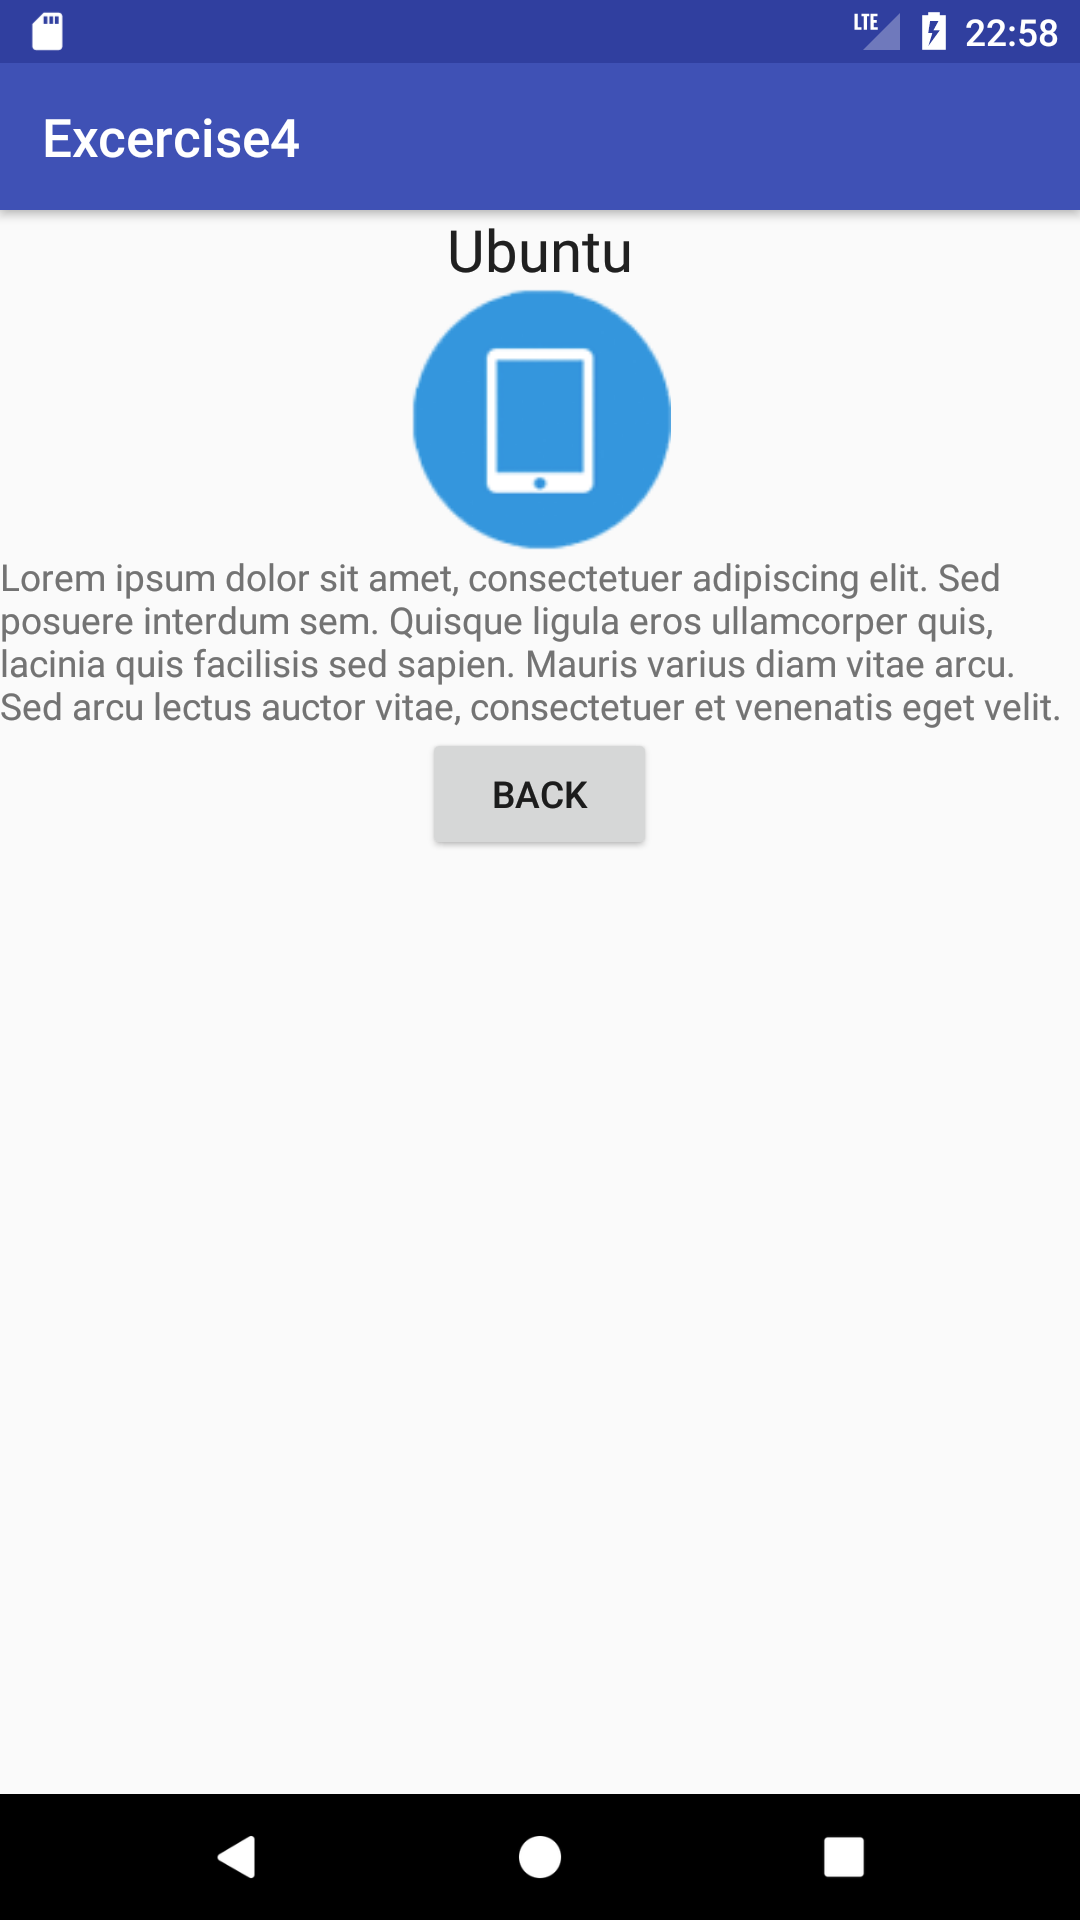 LTE 22:58
Excercise4
Ubuntu
Lorem ipsum dolor sit amet, consectetuer adipiscing elit. Sed
posuere interdum sem. Quisque ligula eros ullamcorper quis,
lacinia quis facilisis sed sapien. Mauris varius diam vitae arcu.
Sed arcu lectus auctor vitae, consectetuer et venenatis eget velit.
BACK